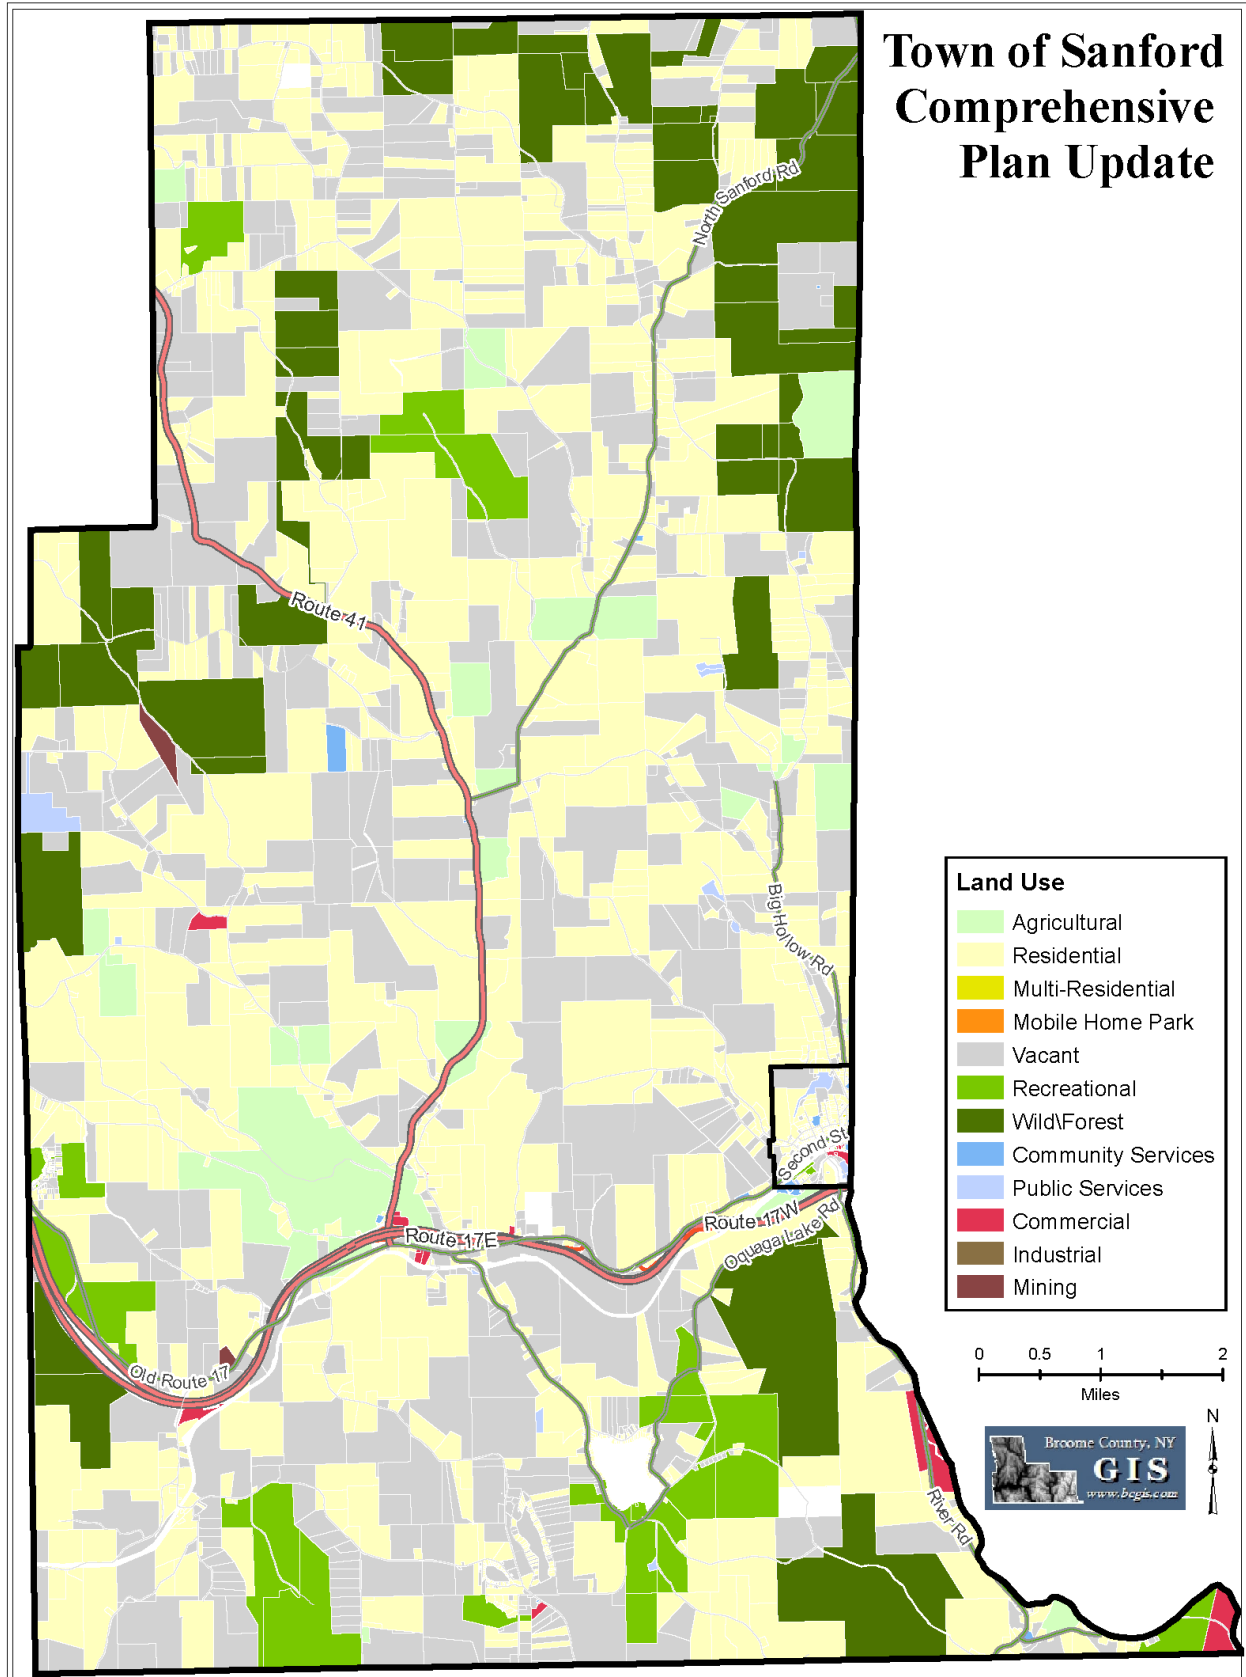 Town of Sanford
Comprehensive
Plan Update
North Sanford Rd
Route 41
Big Hollow Rd
Second St
Route 17W
Route 17E
Oquaga Lake Rd
Old Route 17
River Rd
Land Use
Agricultural
Residential
Multi-Residential
Mobile Home Park
Vacant
Recreational
Wild\Forest
Community Services
Public Services
Commercial
Industrial
Mining
0 0.5 1 2
Miles
N
Broome County, NY
GIS
www.bcgis.com